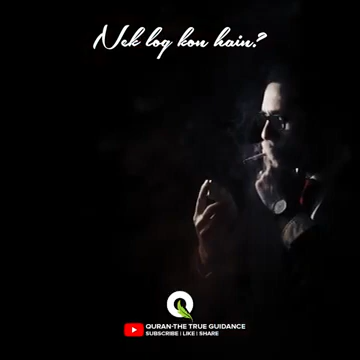 Nek log kon hain?
QURAN-THE TRUE GUIDANCE
SUBSCRIBE | LIKE | SHARE